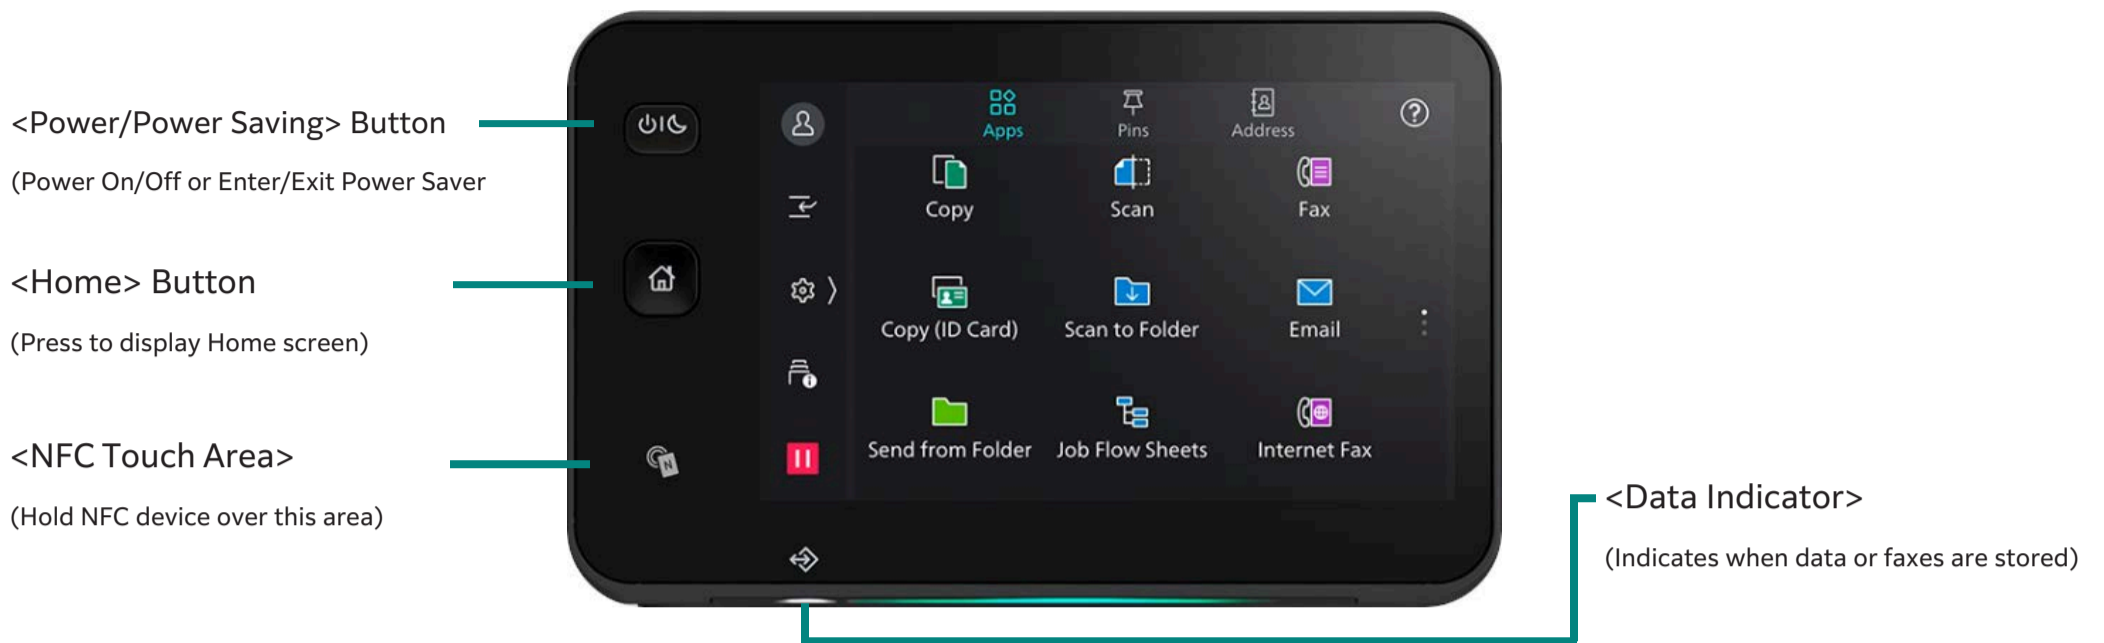 <Power/Power Saving> Button
(Power On/Off or Enter/Exit Power Saver
<Home> Button
(Press to display Home screen)
<NFC Touch Area>
(Hold NFC device over this area)
Apps
Pins
Address
Copy
Scan
Fax
Copy (ID Card)
Scan to Folder
Email
Send from Folder
Job Flow Sheets
Internet Fax
N
<Data Indicator>
(Indicates when data or faxes are stored)